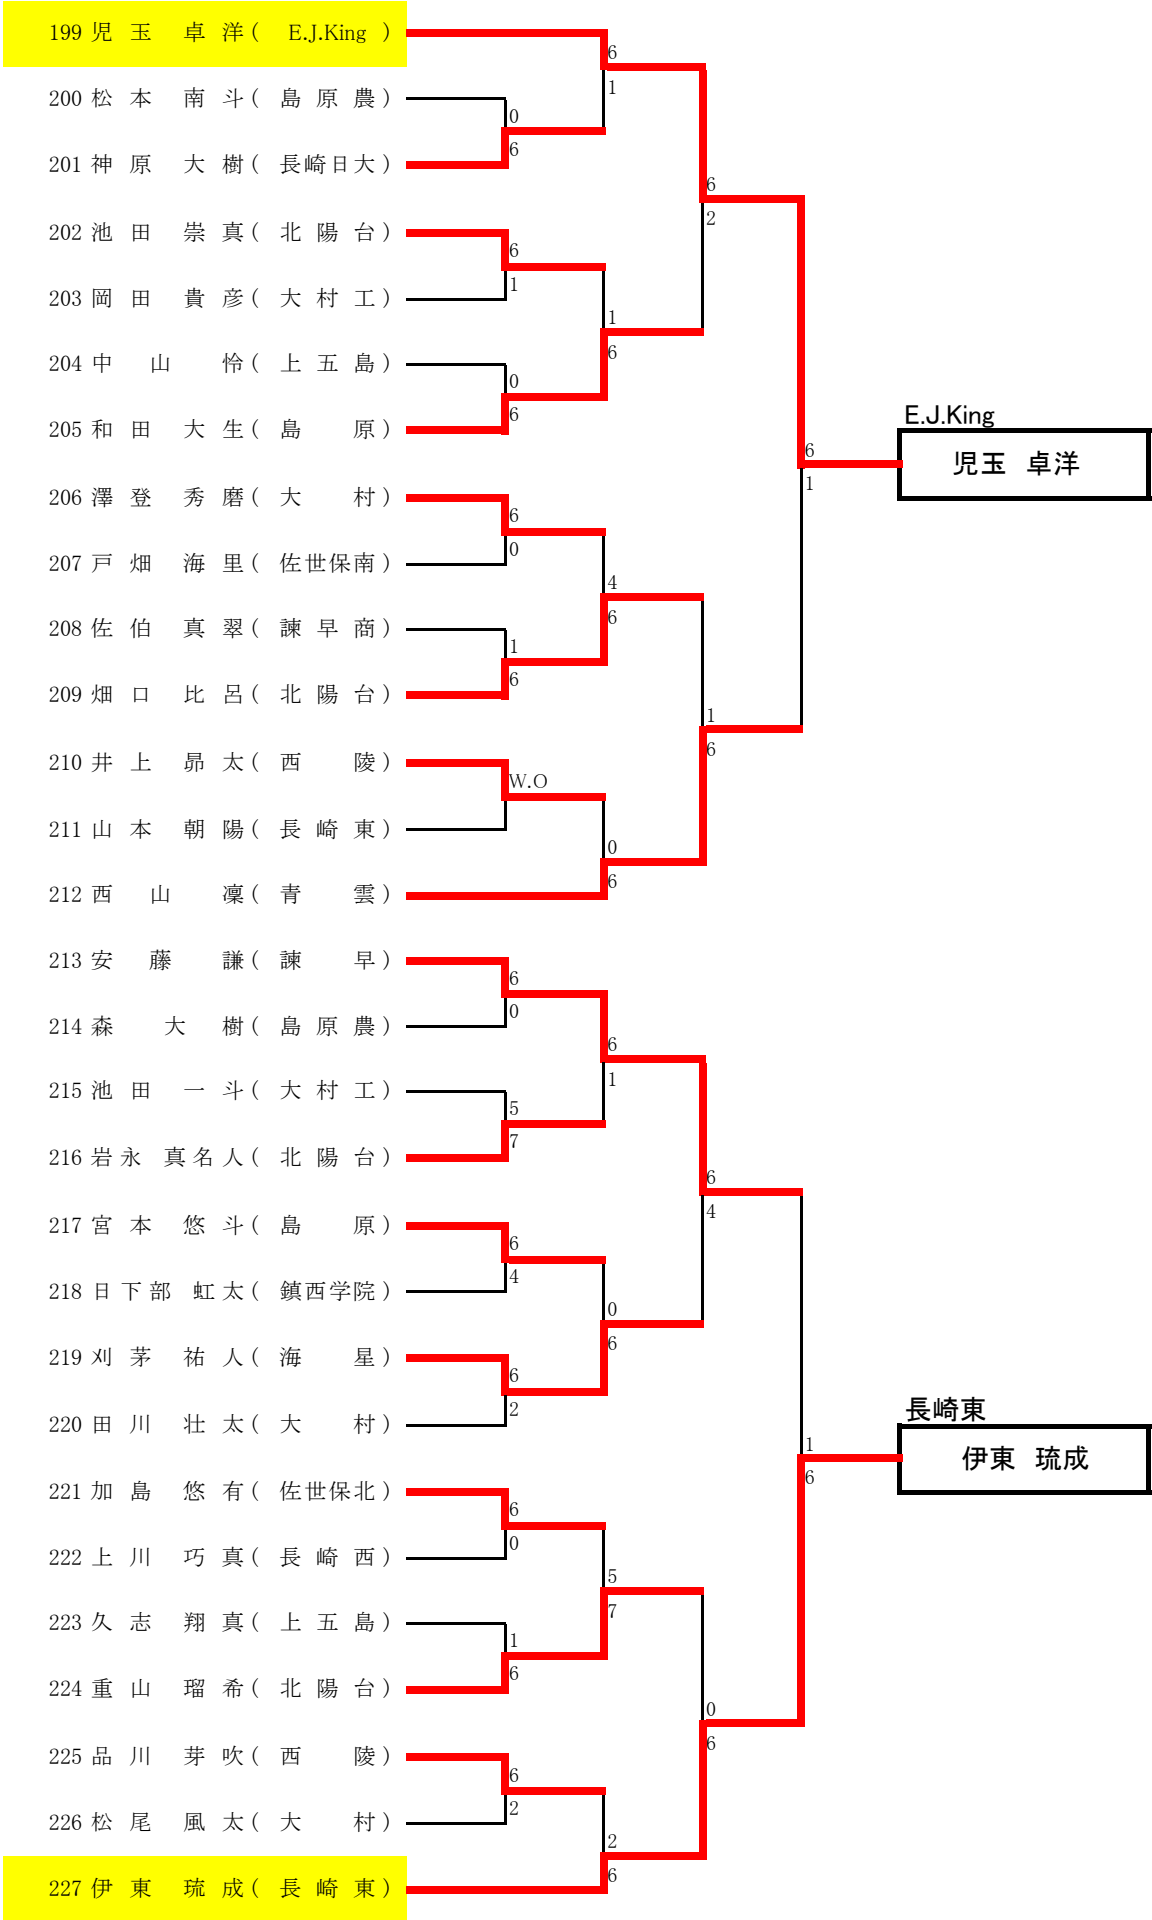 199 児玉 卓洋( E.J.King )
6
1
200 松本 南斗( 島原農 )
0
6
201 神原 大樹( 長崎日大 )
6
2
202 池田 崇真( 北陽台 )
6
1
203 岡田 貴彦( 大村工 )
1
6
204 中山 怜( 上五島 )
0
6
205 和田 大生( 島原 )
E.J.King
児玉 卓洋
6
1
206 澤登 秀磨( 大村 )
6
0
207 戸畑 海里( 佐世保南 )
4
6
208 佐伯 真翠( 諫早商 )
1
6
209 畑口 比呂( 北陽台 )
1
6
210 井上 昴太( 西陵 )
W.O
211 山本 朝陽( 長崎東 )
0
6
212 西山 凜( 青雲 )
213 安藤 謙( 諫早 )
6
0
214 森 大樹( 島原農 )
6
1
215 池田 一斗( 大村工 )
5
7
216 岩永 真名人( 北陽台 )
6
4
217 宮本 悠斗( 島原 )
6
4
218 日下部 虹太( 鎮西学院 )
0
6
219 刈茅 祐人( 海星 )
6
2
220 田川 壮太( 大村 )
長崎東
伊東 琉成
1
6
221 加島 悠有( 佐世保北 )
6
0
222 上川 巧真( 長崎西 )
5
7
223 久志 翔真( 上五島 )
1
6
224 重山 瑠希( 北陽台 )
0
6
225 品川 芽吹( 西陵 )
6
2
226 松尾 風太( 大村 )
2
6
227 伊東 琉成( 長崎東 )